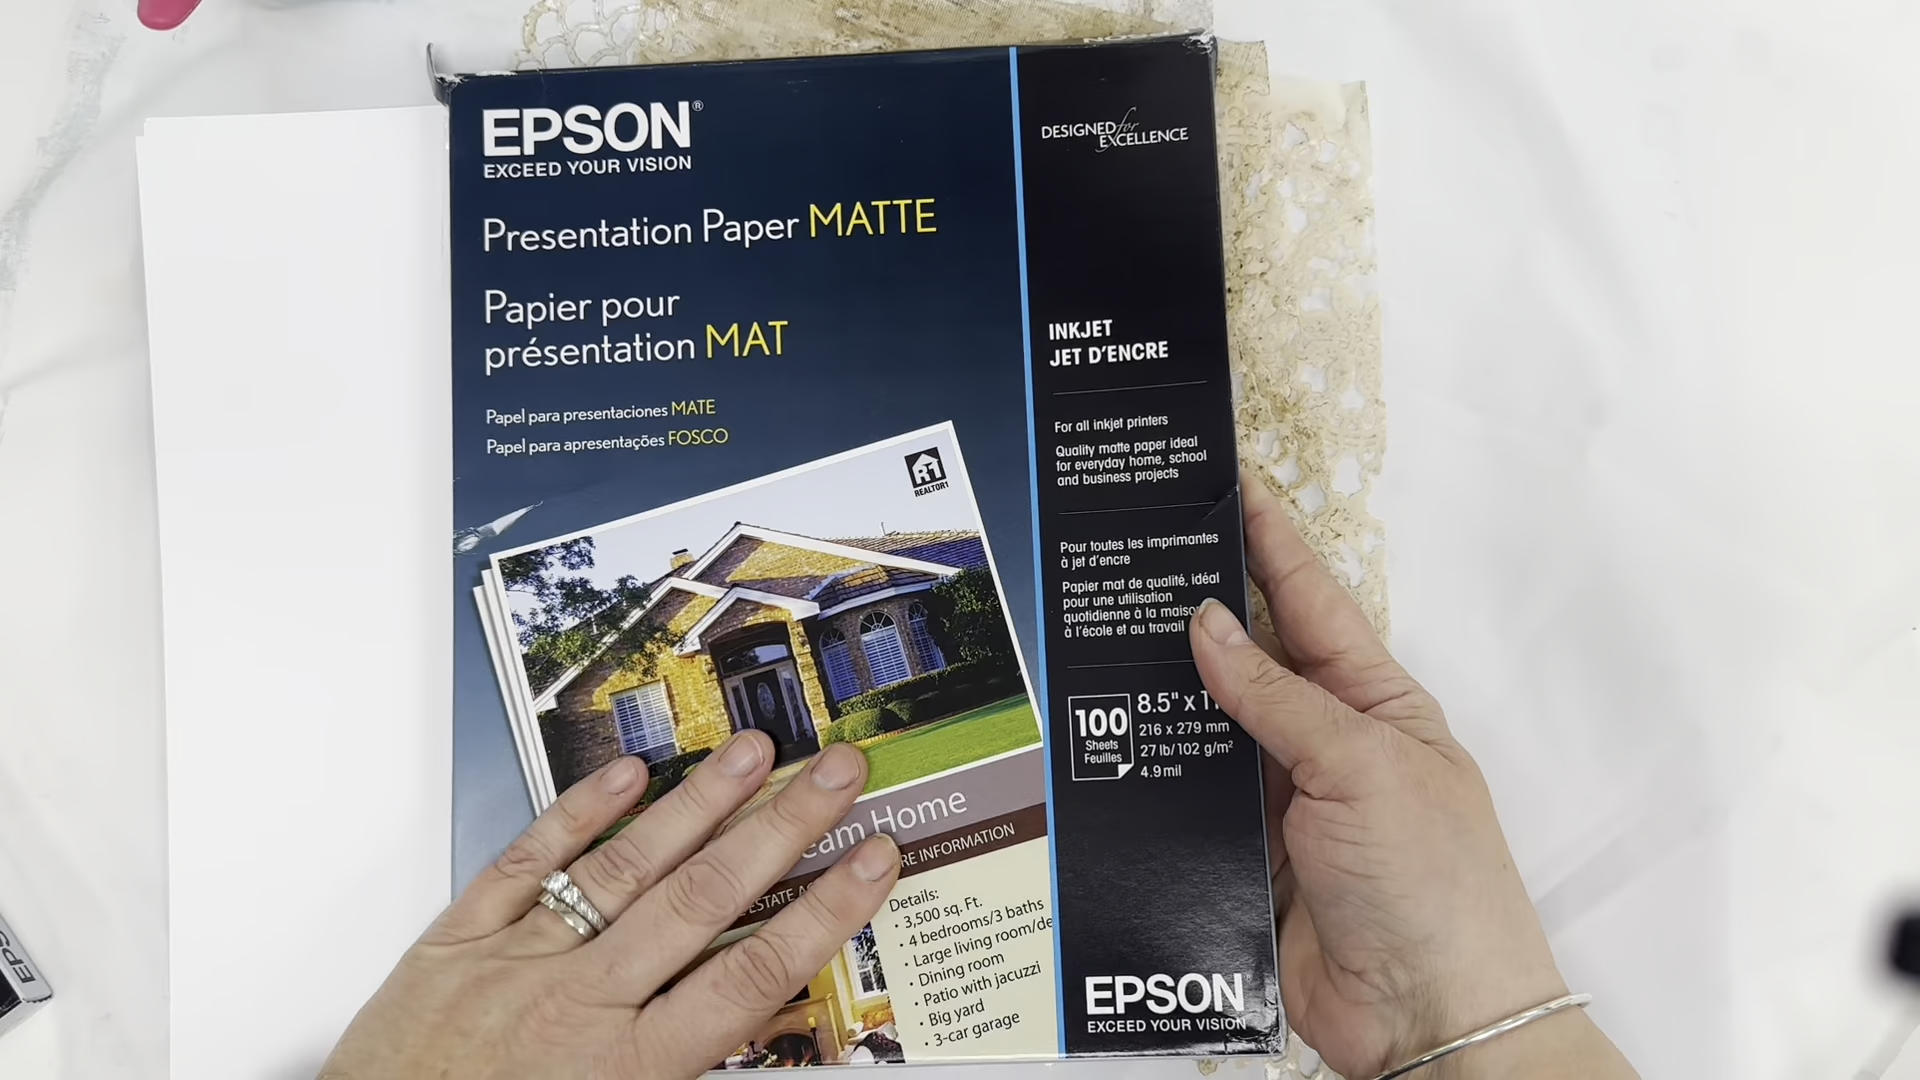 EPSON®
EXCEED YOUR VISION
Presentation Paper MATTE
Papier pour
présentation MAT
Papel para presentaciones MATE
Papel para apresentações FOSCO
R1
REALTOR1
Home
INFORMATION
ESTATE
Details:
• 3,500 sq. Ft.
• 4 bedrooms/3 baths
• Large living room/de
• Dining room
• Patio with jacuzzi
• Big yard
• 3-car garage
DESIGNED for
EXCELLENCE
INKJET
JET D'ENCRE
For all inkjet printers
Quality matte paper ideal
for everyday home, school
and business projects
Pour toutes les imprimantes
à jet d'encre
Papier mat de qualité, idéal
pour une utilisation
quotidienne à la maiso
à l'école et au travail
100
Sheets
Feuilles
8.5" x 1
216 x 279 mm
27 lb/102 g/m²
4.9 mil
EPSON
EXCEED YOUR VISION
EPS